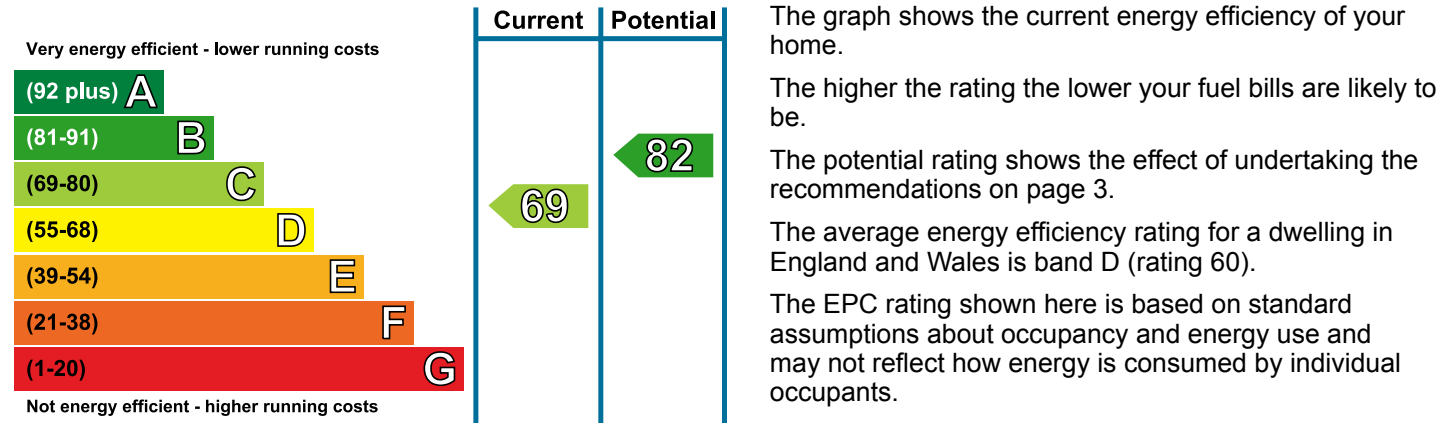 Current Potential
Very energy efficient - lower running costs
(92 plus) A
(81-91) B
(69-80) C
(55-68) D
(39-54) E
(21-38) F
(1-20) G
Not energy efficient - higher running costs
69
82
The graph shows the current energy efficiency of your
home.
The higher the rating the lower your fuel bills are likely to
be.
The potential rating shows the effect of undertaking the
recommendations on page 3.
The average energy efficiency rating for a dwelling in
England and Wales is band D (rating 60).
The EPC rating shown here is based on standard
assumptions about occupancy and energy use and
may not reflect how energy is consumed by individual
occupants.